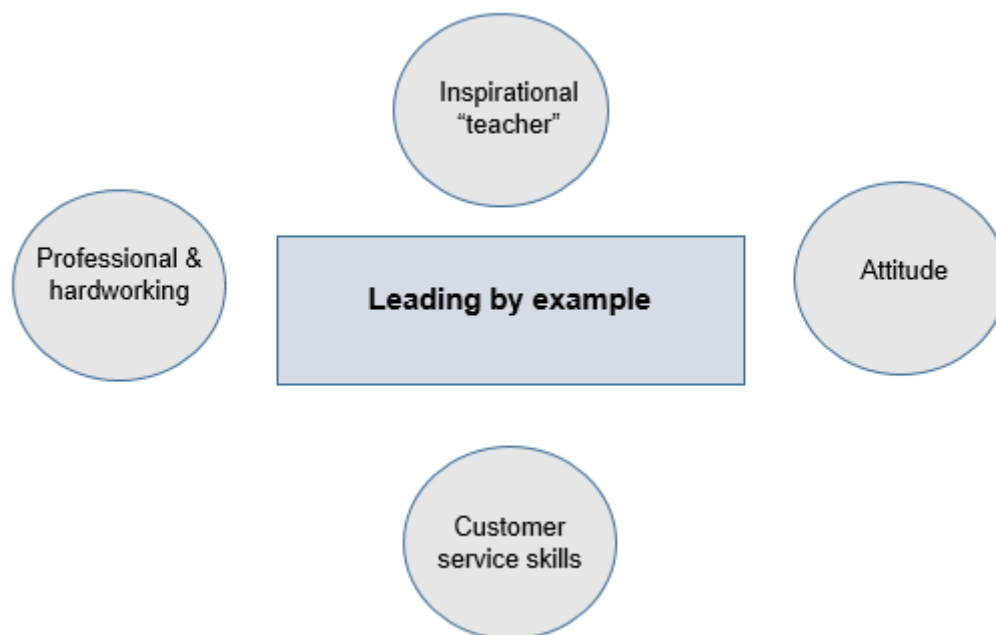 Inspirational
“teacher”
Professional &
hardworking
Leading by example
Attitude
Customer
service skills